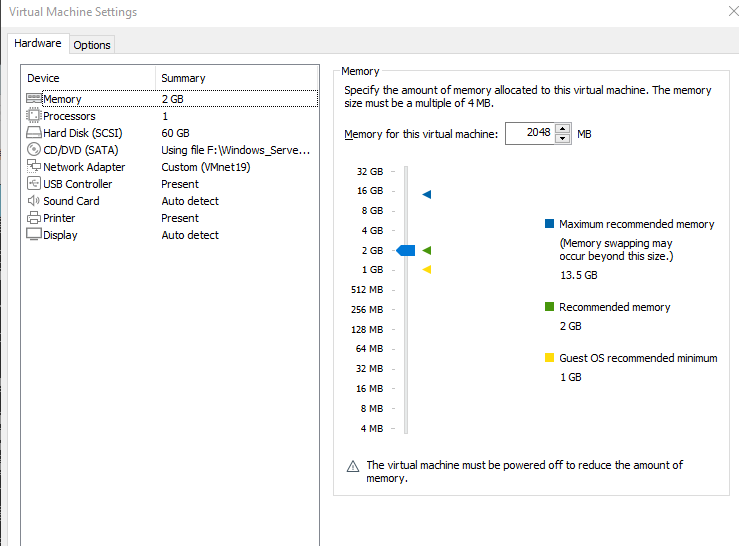 Virtual Machine Settings
Hardware
Options
Device Summary
Memory 2 GB
Processors 1
Hard Disk (SCSI) 60 GB
CD/DVD (SATA) Using file F:\Windows_Serve...
Network Adapter Custom (VMnet19)
USB Controller Present
Sound Card Auto detect
Printer Present
Display Auto detect
Memory
Specify the amount of memory allocated to this virtual machine. The memory
size must be a multiple of 4 MB.
Memory for this virtual machine: 2048 MB
32 GB
16 GB
8 GB
4 GB
2 GB
1 GB
512 MB
256 MB
128 MB
64 MB
32 MB
16 MB
8 MB
4 MB
Maximum recommended memory
(Memory swapping may
occur beyond this size.)
13.5 GB
Recommended memory
2 GB
Guest OS recommended minimum
1 GB
The virtual machine must be powered off to reduce the amount of
memory.